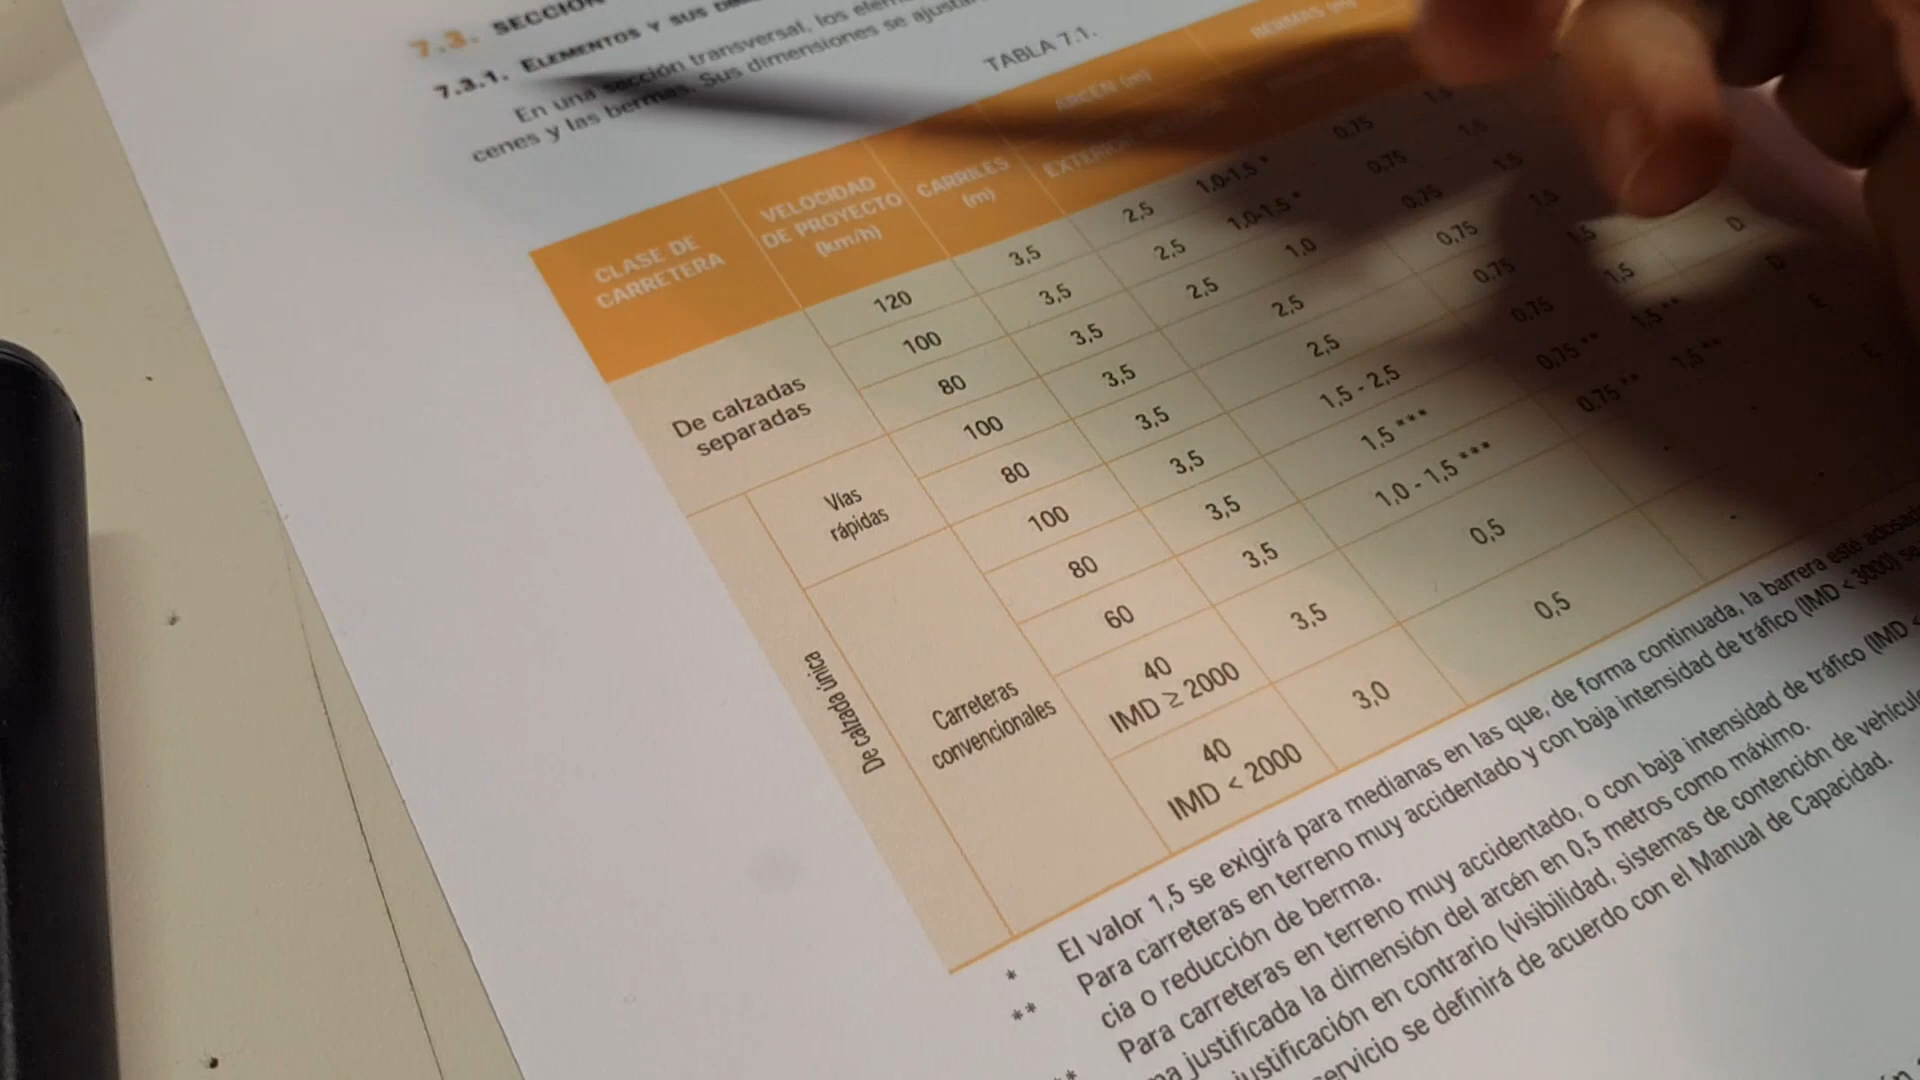 7.3. SECCIÓN
7.3.1. ELEMENTOS Y SUS
En una sección transversal, los
cenes y las bermas. Sus dimensiones se
TABLA 7.1.
CLASE DE CARRETERA
VELOCIDAD DE PROYECTO (km/h)
CARRILES (m)
ARCÉN (m)
BERMAS (m)
120 3,5 2,5 1,0-1,5 * 0,75 1,5
100 3,5 2,5 1,0-1,5 * 0,75 1,5
80 3,5 2,5 1,0 0,75 1,5
100 3,5 2,5 0,75 1,5
80 3,5 2,5 0,75 1,5 D
100 3,5 1,5 - 2,5 0,75 1,5 D
80 3,5 1,5 *** 0,75 ** 1,5 ** E
60 3,5 1,0 - 1,5 *** 0,75 ** 1,5 ** E
40
IMD ≥ 2000 3,5 0,5
40
IMD < 2000 3,0 0,5
De calzadas
separadas
Vías
rápidas
De calzada única
Carreteras
convencionales
* El valor 1,5 se exigirá para medianas en las que, de forma continuada, la barrera esté
** Para carreteras en terreno muy accidentado y con baja intensidad de tráfico (IMD < 3000)
cia o reducción de berma.
Para carreteras en terreno muy accidentado, o con baja intensidad de tráfico (IMD <
justificada la dimensión del arcén en 0,5 metros como máximo.
justificación en contrario (visibilidad, sistemas de contención de
servicio se definirá de acuerdo con el Manual de Capacidad.